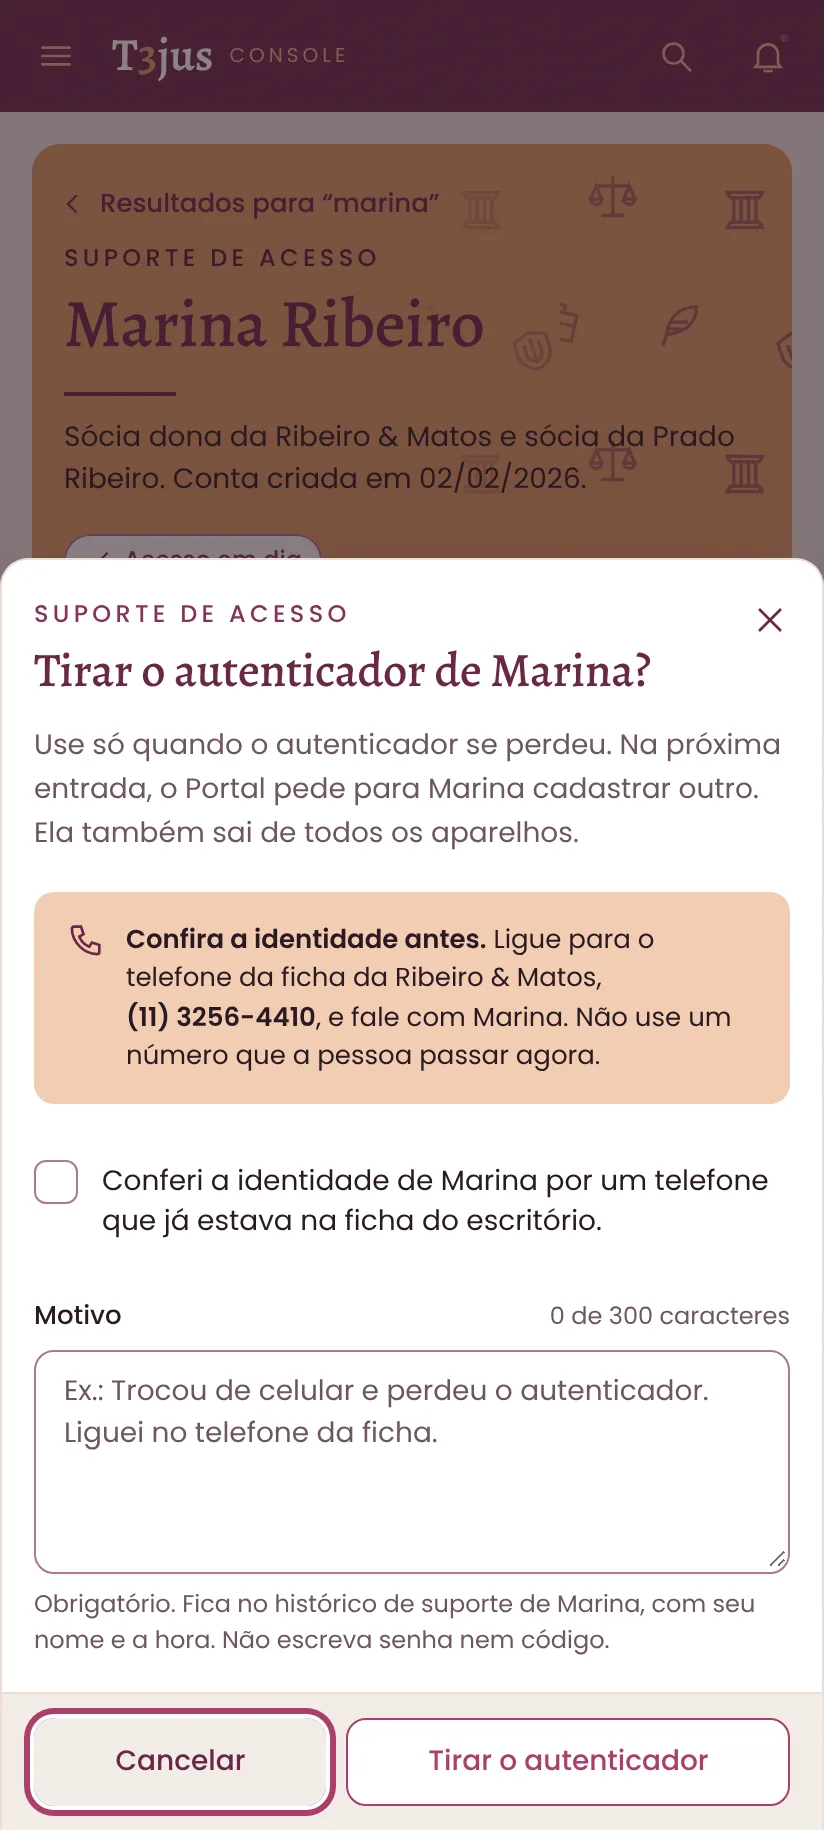 T3jus CONSOLE
Resultados para “marina”
SUPORTE DE ACESSO
Marina Ribeiro
Sócia dona da Ribeiro & Matos e sócia da Prado
Ribeiro. Conta criada em 02/02/2026.
Acesso em dia
SUPORTE DE ACESSO
Tirar o autenticador de Marina?
Use só quando o autenticador se perdeu. Na próxima
entrada, o Portal pede para Marina cadastrar outro.
Ela também sai de todos os aparelhos.
Confira a identidade antes. Ligue para o
telefone da ficha da Ribeiro & Matos,
(11) 3256-4410, e fale com Marina. Não use um
número que a pessoa passar agora.
Conferi a identidade de Marina por um telefone
que já estava na ficha do escritório.
Motivo
0 de 300 caracteres
Ex.: Trocou de celular e perdeu o autenticador.
Liguei no telefone da ficha.
Obrigatório. Fica no histórico de suporte de Marina, com seu
nome e a hora. Não escreva senha nem código.
Cancelar
Tirar o autenticador